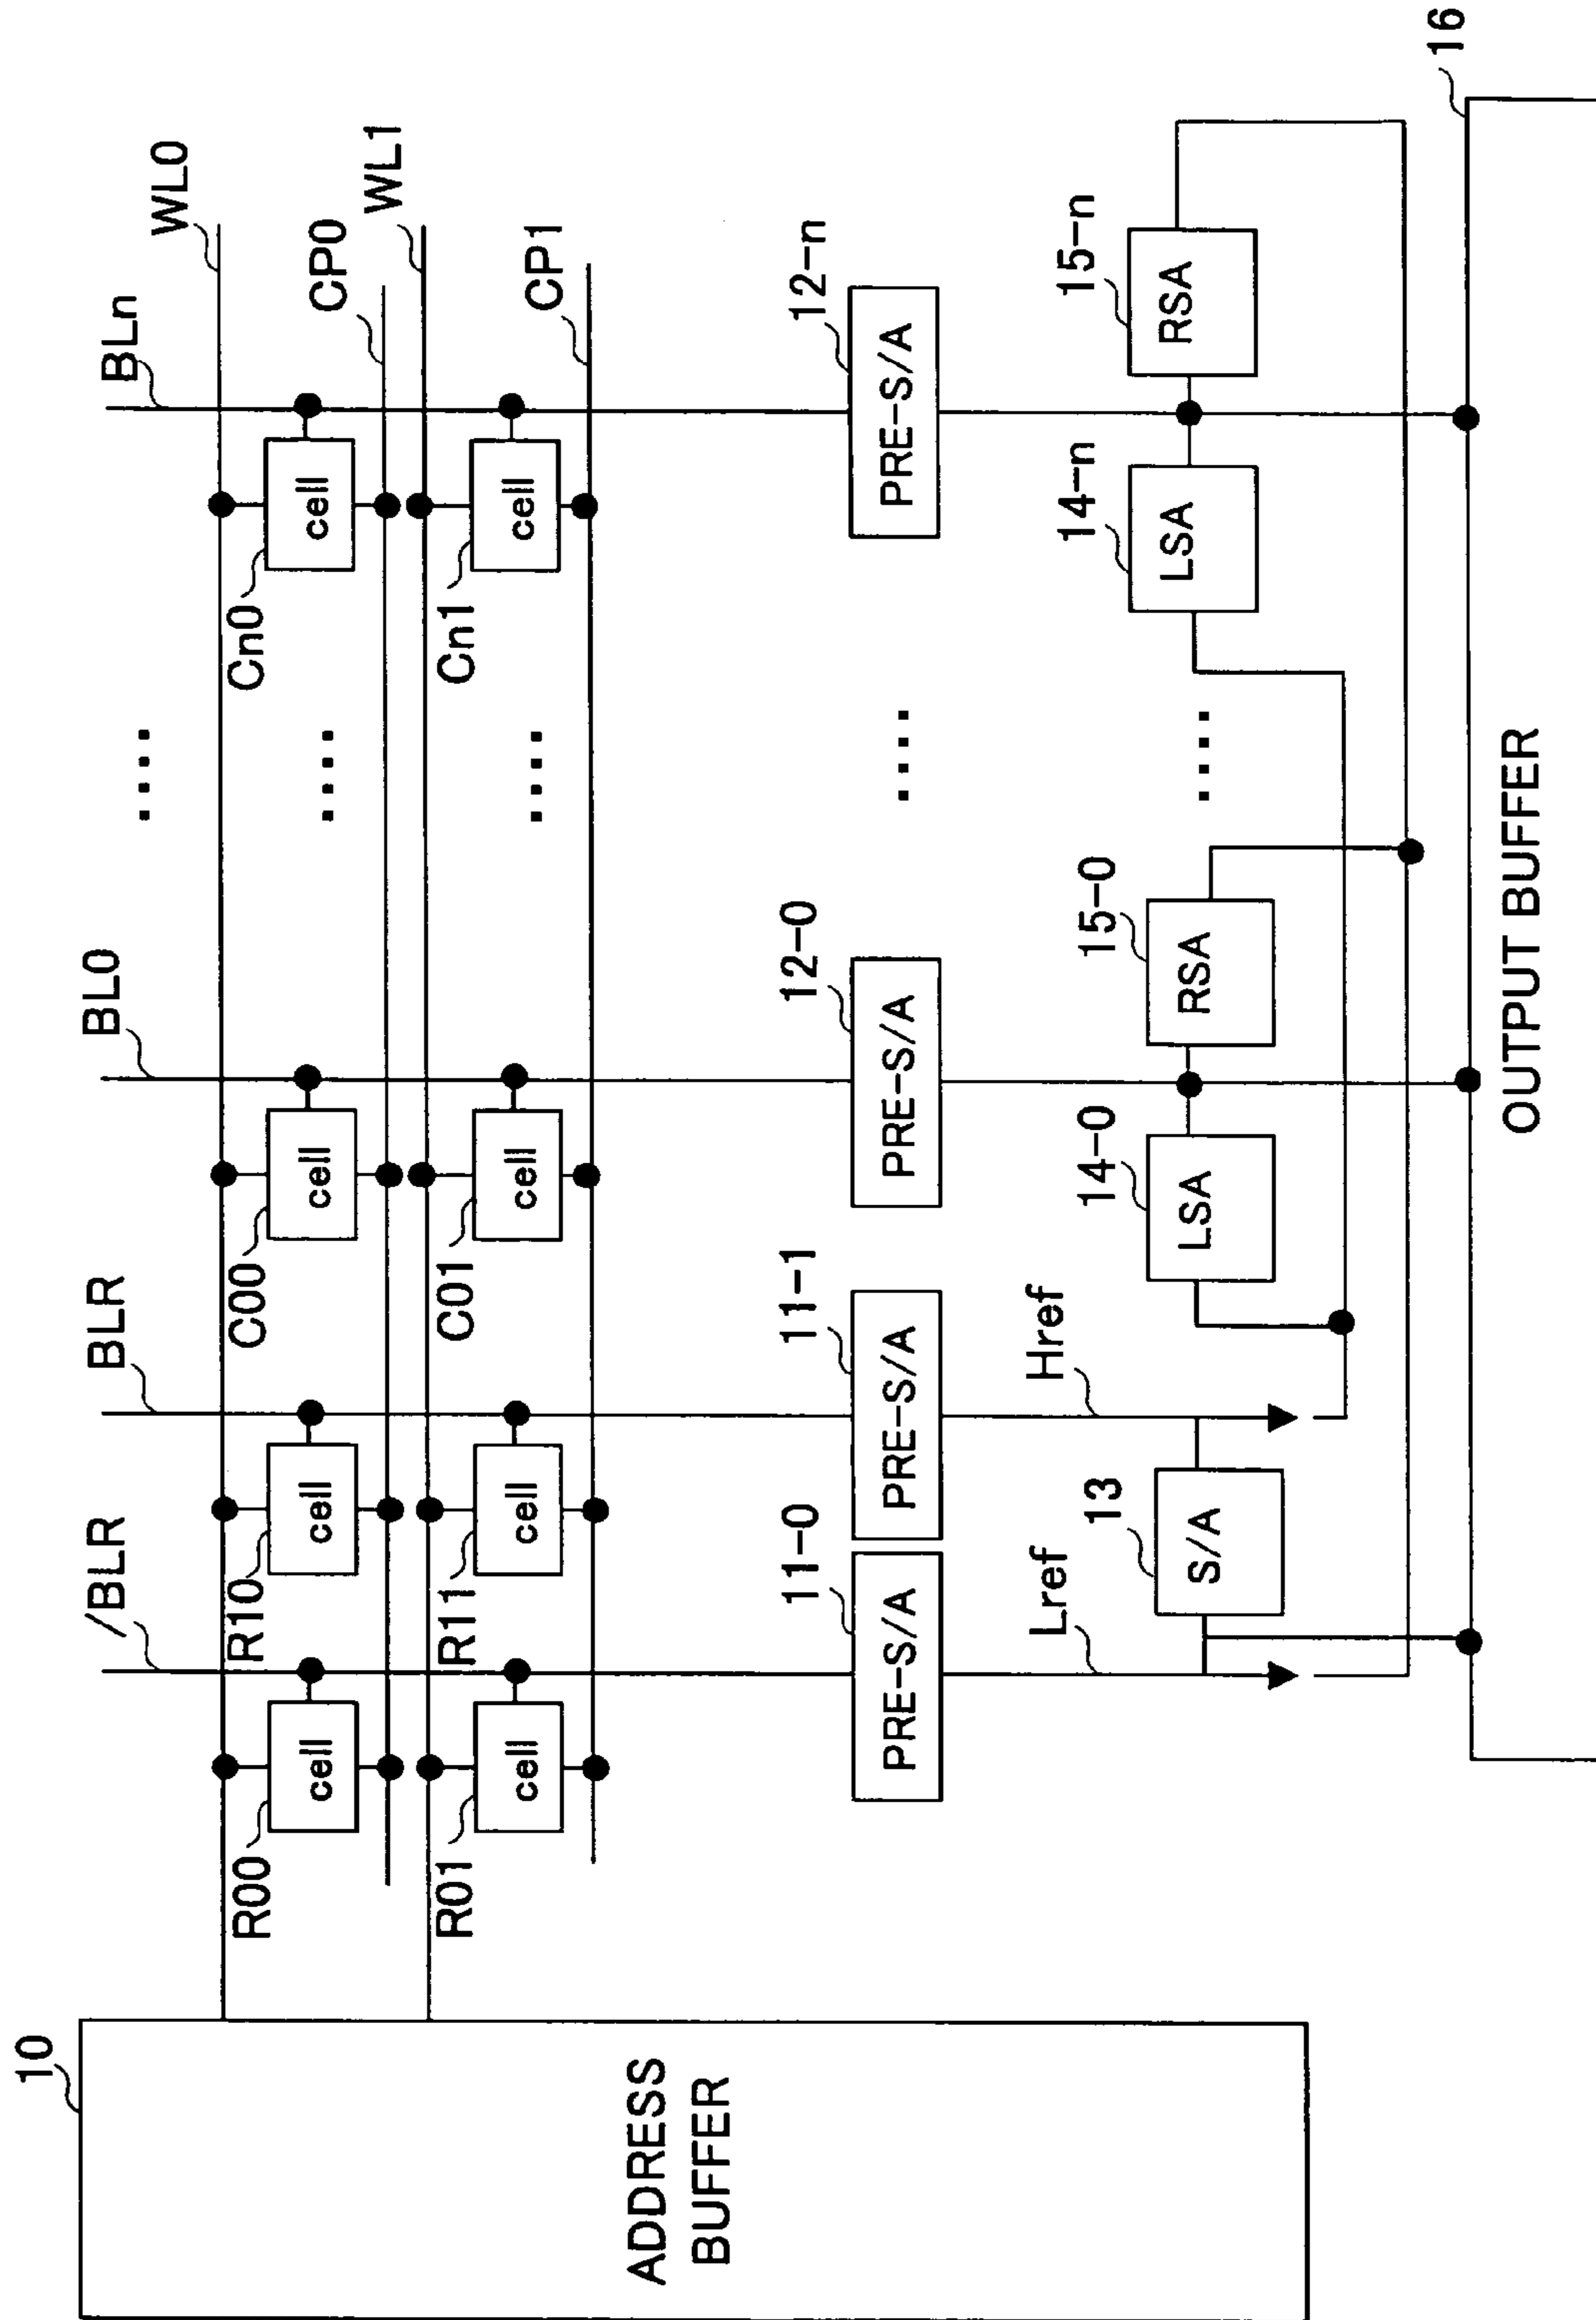 10
ADDRESS
BUFFER
/BLR
BLR
BL0
....
BLn
WL0
R00
cell
R10
cell
C00
cell
....
Cn0
cell
CP0
WL1
R01
cell
R11
cell
C01
cell
....
Cn1
cell
CP1
11-0
PRE-S/A
11-1
PRE-S/A
12-0
PRE-S/A
....
12-n
PRE-S/A
Lref
Href
13
S/A
14-0
LSA
15-0
RSA
....
14-n
LSA
15-n
RSA
16
OUTPUT BUFFER